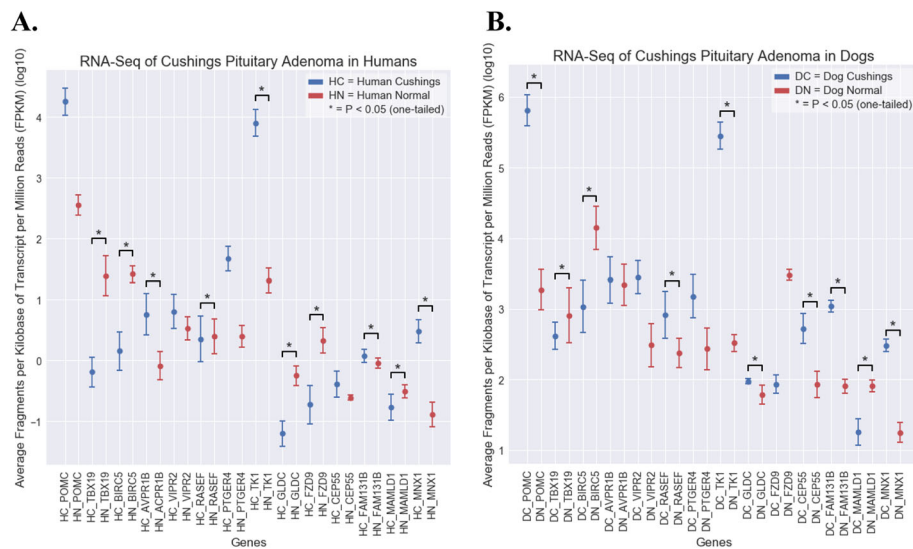 A.
RNA-Seq of Cushings Pituitary Adenoma in Humans
Average Fragments per Kilobase of Transcript per Million Reads (FPKM) (log10)
HC = Human Cushings
HN = Human Normal
* = P < 0.05 (one-tailed)
4
3
2
1
0
−1
* * * * * * * * * * *
HC_POMC
HN_POMC
HC_TBX19
HN_TBX19
HC_BIRC5
HN_BIRC5
HC_AVPR1B
HN_ACPR1B
HC_VIPR2
HN_VIPR2
HC_RASEF
HN_RASEF
HC_PTGER4
HN_PTGER4
HC_TK1
HN_TK1
HC_GLDC
HN_GLDC
HC_FZD9
HN_FZD9
HC_CEP55
HN_CEP55
HC_FAM131B
HN_FAM131B
HC_MAMLD1
HN_MAMLD1
HC_MNX1
HN_MNX1
Genes
B.
RNA-Seq of Cushings Pituitary Adenoma in Dogs
Average Fragments per Kilobase of Transcript per Million Reads (FPKM) (log10)
DC = Dog Cushings
DN = Dog Normal
* = P < 0.05 (one-tailed)
6
5
4
3
2
1
* * * * * * * * * *
DC_POMC
DN_POMC
DC_TBX19
DN_TBX19
DC_BIRC5
DN_BIRC5
DC_AVPR1B
DN_AVPR1B
DC_VIPR2
DN_VIPR2
DC_RASEF
DN_RASEF
DC_PTGER4
DN_PTGER4
DC_TK1
DN_TK1
DC_GLDC
DN_GLDC
DC_FZD9
DN_FZD9
DC_CEP55
DN_CEP55
DC_FAM131B
DN_FAM131B
DC_MAMLD1
DN_MAMLD1
DC_MNX1
DN_MNX1
Genes